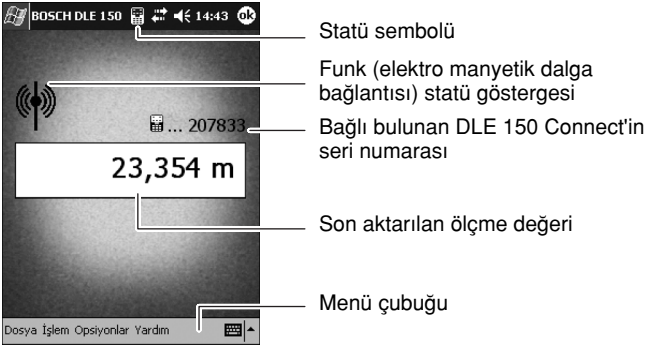 BOSCH DLE 150 14:43 ok
Statü sembolü
Funk (elektro manyetik dalga
bağlantısı) statü göstergesi
... 207833
Bağlı bulunan DLE 150 Connect'in
seri numarası
23,354 m
Son aktarılan ölçme değeri
Menü çubuğu
Dosya İşlem Opsiyonlar Yardım